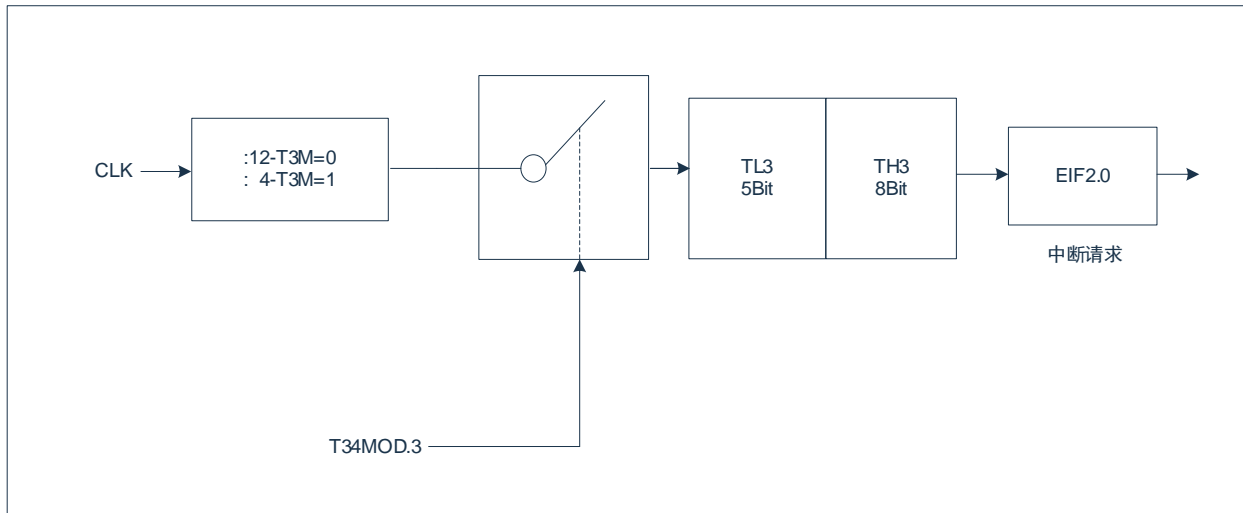 CLK
:12-T3M=0
: 4-T3M=1
TL3
5Bit
TH3
8Bit
EIF2.0
中断请求
T34MOD.3